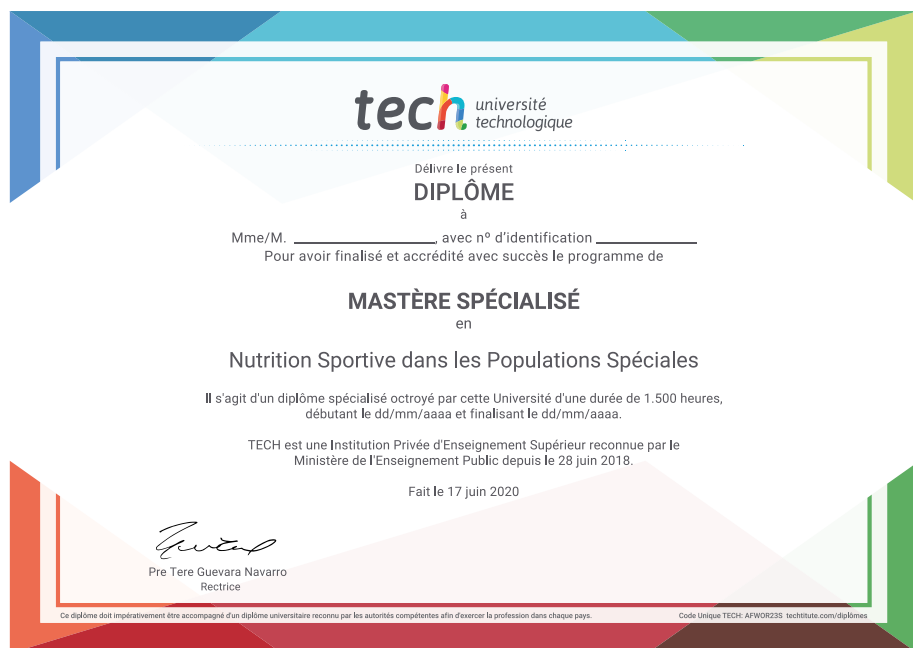 tech université
technologique
Délivre le présent
DIPLÔME
à
Mme/M. ________________, avec nº d'identification ____________
Pour avoir finalisé et accrédité avec succès le programme de
MASTÈRE SPÉCIALISÉ
en
Nutrition Sportive dans les Populations Spéciales
Il s'agit d'un diplôme spécialisé octroyé par cette Université d'une durée de 1.500 heures,
débutant le dd/mm/aaaa et finalisant le dd/mm/aaaa.
TECH est une Institution Privée d'Enseignement Supérieur reconnue par le
Ministère de l'Enseignement Public depuis le 28 juin 2018.
Fait le 17 juin 2020
Pre Tere Guevara Navarro
Rectrice
Ce diplôme doit impérativement être accompagné d'un diplôme universitaire reconnu par les autorités compétentes afin d'exercer la profession dans chaque pays.
Code Unique TECH: AFWOR23S techtitute.com/diplômes